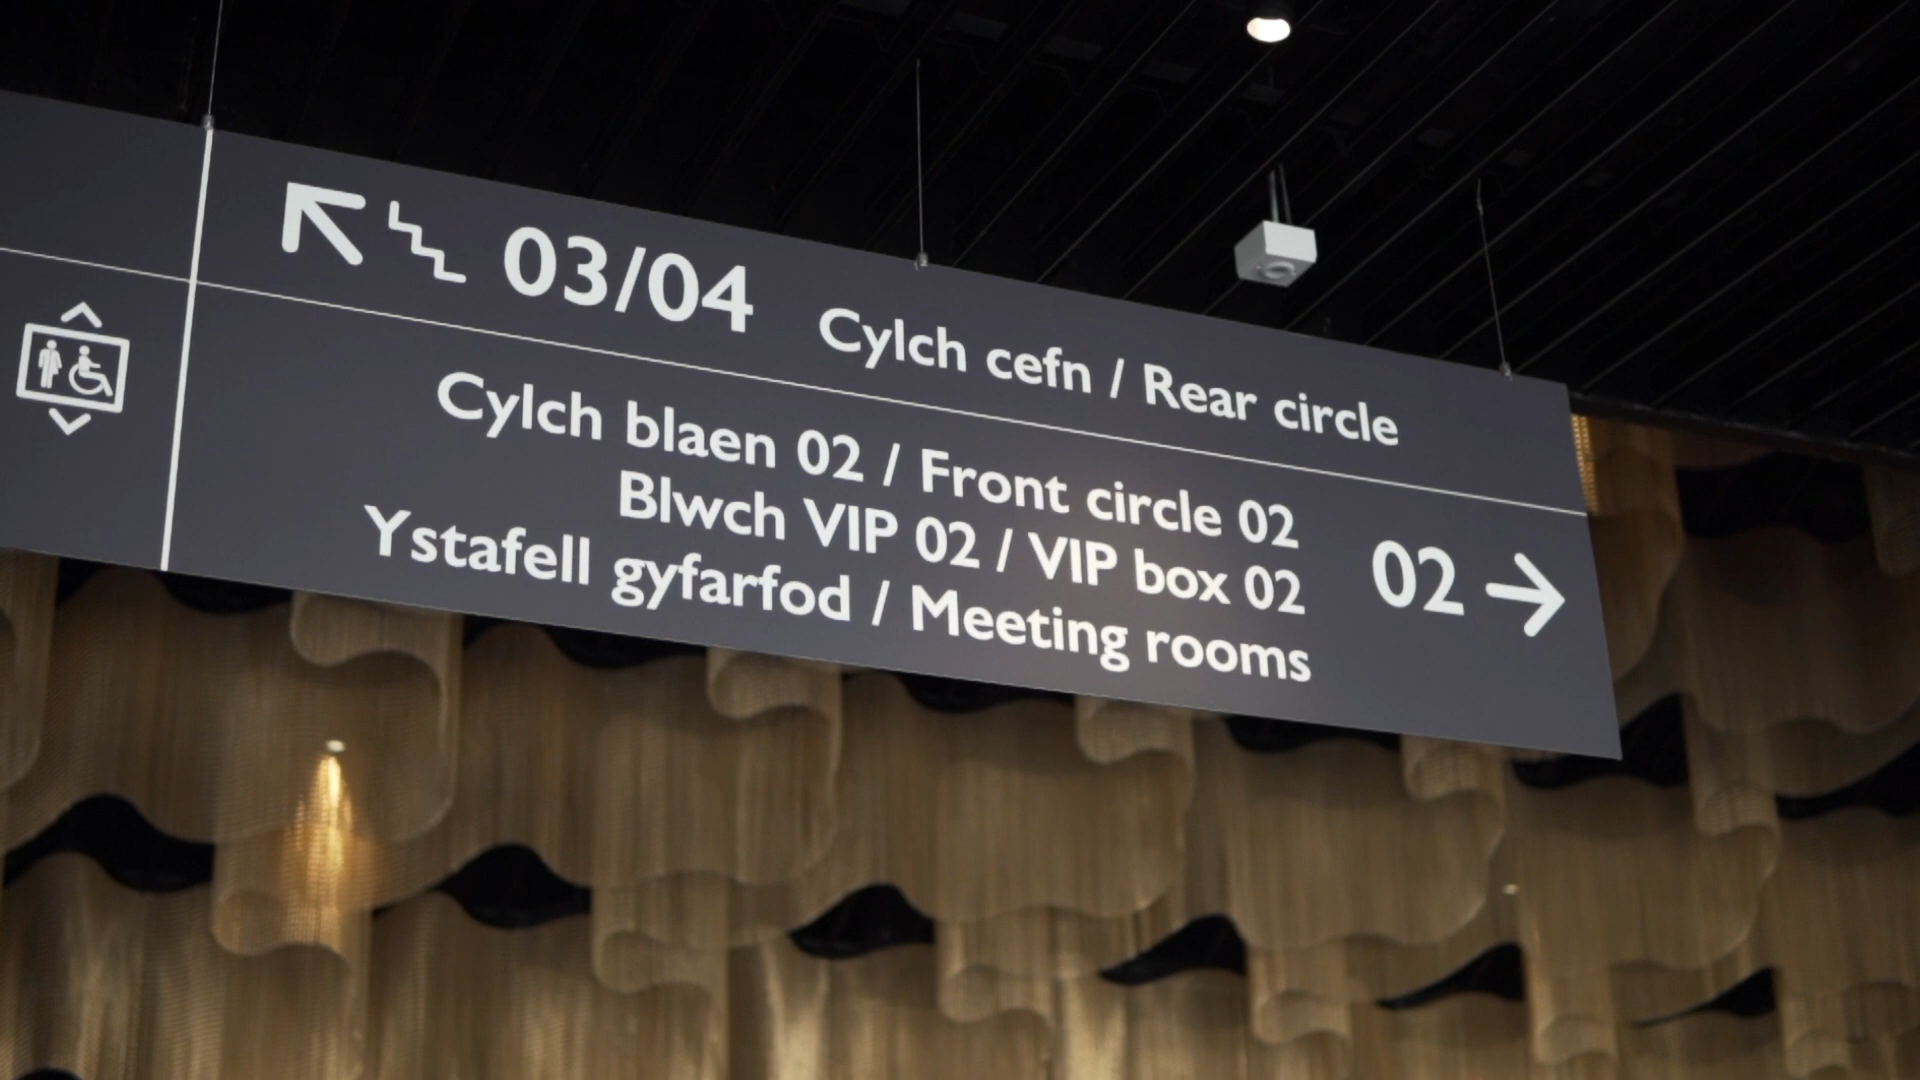 03/04 Cylch cefn / Rear circle
Cylch blaen 02 / Front circle 02
Blwch VIP 02 / VIP box 02
Ystafell gyfarfod / Meeting rooms
02